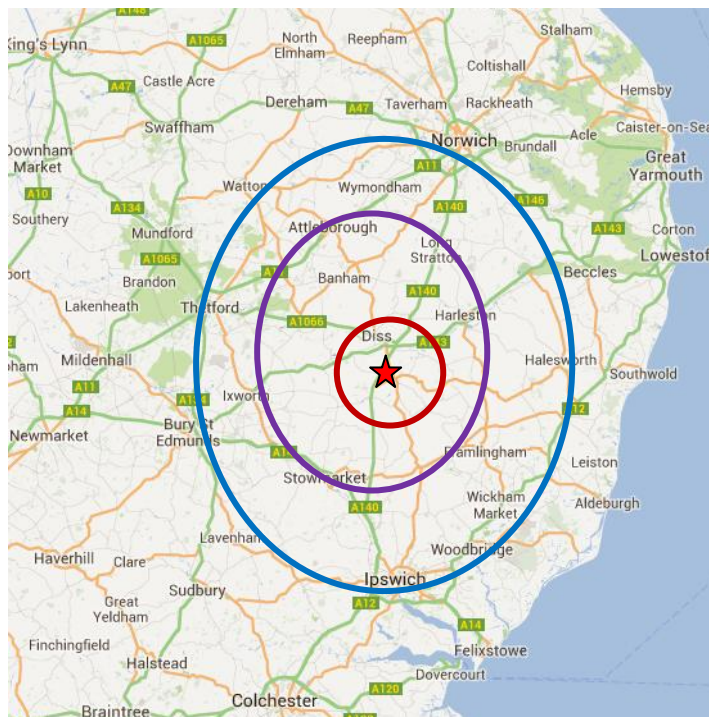 Stalham
North
Elmham
Reepham
A1065
King's Lynn
Coltishall
A47
Castle Acre
Hemsby
Dereham
A47
Taverham
Rackheath
Swaffham
Caister-on-Sea
Acle
Norwich
Brundall
Downham
Market
A11
Great
Yarmouth
A10
Watton
Wymondham
A146
A134
A140
Southery
Attleborough
A143
Corton
Mundford
Long
Stratton
Lowestof
A1065
Beccles
Banham
Brandon
A140
Lakenheath
Thetford
Harleston
A1066
Diss
Mildenhall
Halesworth
Southwold
A11
Ixworth
A14
A12
Bury St
Edmunds
Newmarket
Framlingham
Leiston
Stowmarket
Wickham
Market
Aldeburgh
A140
Lavenham
Woodbridge
Haverhill
Clare
Ipswich
Sudbury
A12
Great
Yeldham
A14
Finchingfield
Felixstowe
Halstead
Dovercourt
A120
Colchester
Braintree